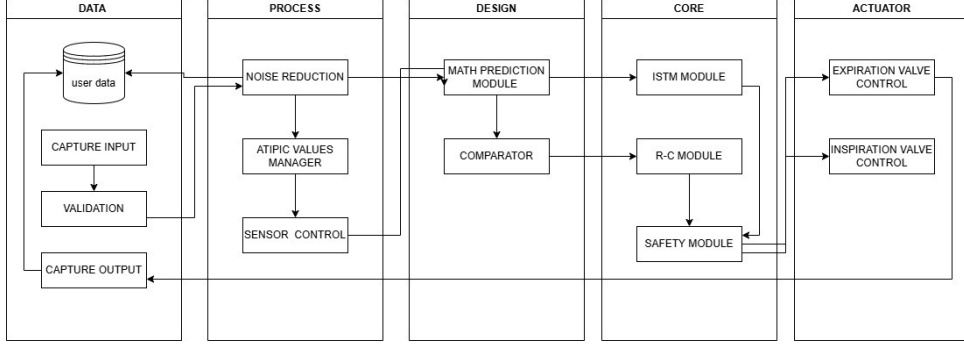 DATA
PROCESS
DESIGN
CORE
ACTUATOR
user data
CAPTURE INPUT
VALIDATION
CAPTURE OUTPUT
NOISE REDUCTION
ATIPIC VALUES
MANAGER
SENSOR CONTROL
MATH PREDICTION
MODULE
COMPARATOR
ISTM MODULE
R-C MODULE
SAFETY MODULE
EXPIRATION VALVE
CONTROL
INSPIRATION VALVE
CONTROL